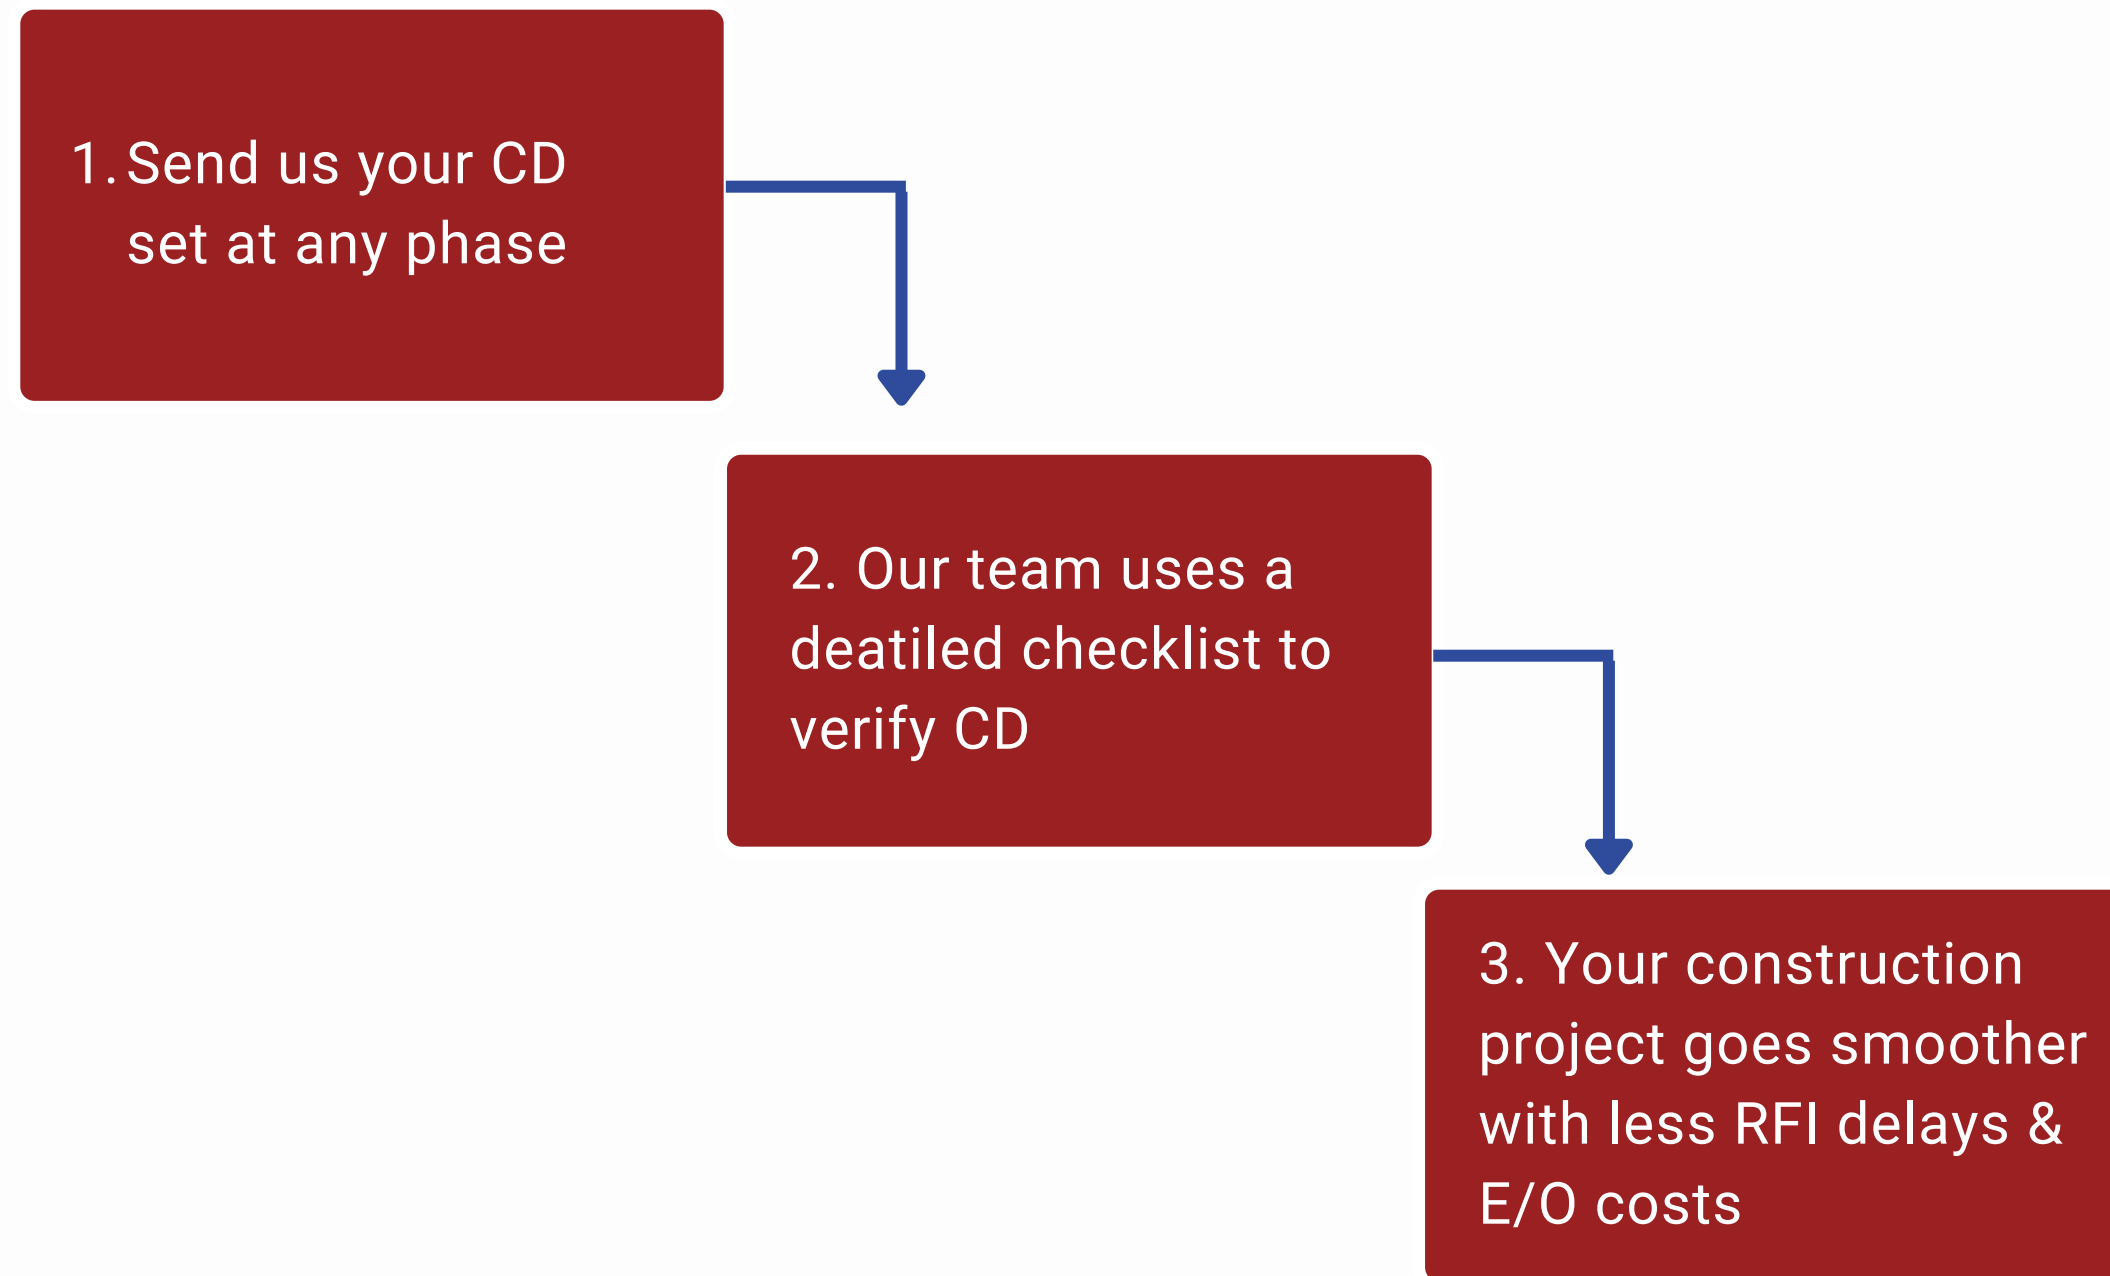 1. Send us your CD
set at any phase
2. Our team uses a
deatiled checklist to
verify CD
3. Your construction
project goes smoother
with less RFI delays &
E/O costs